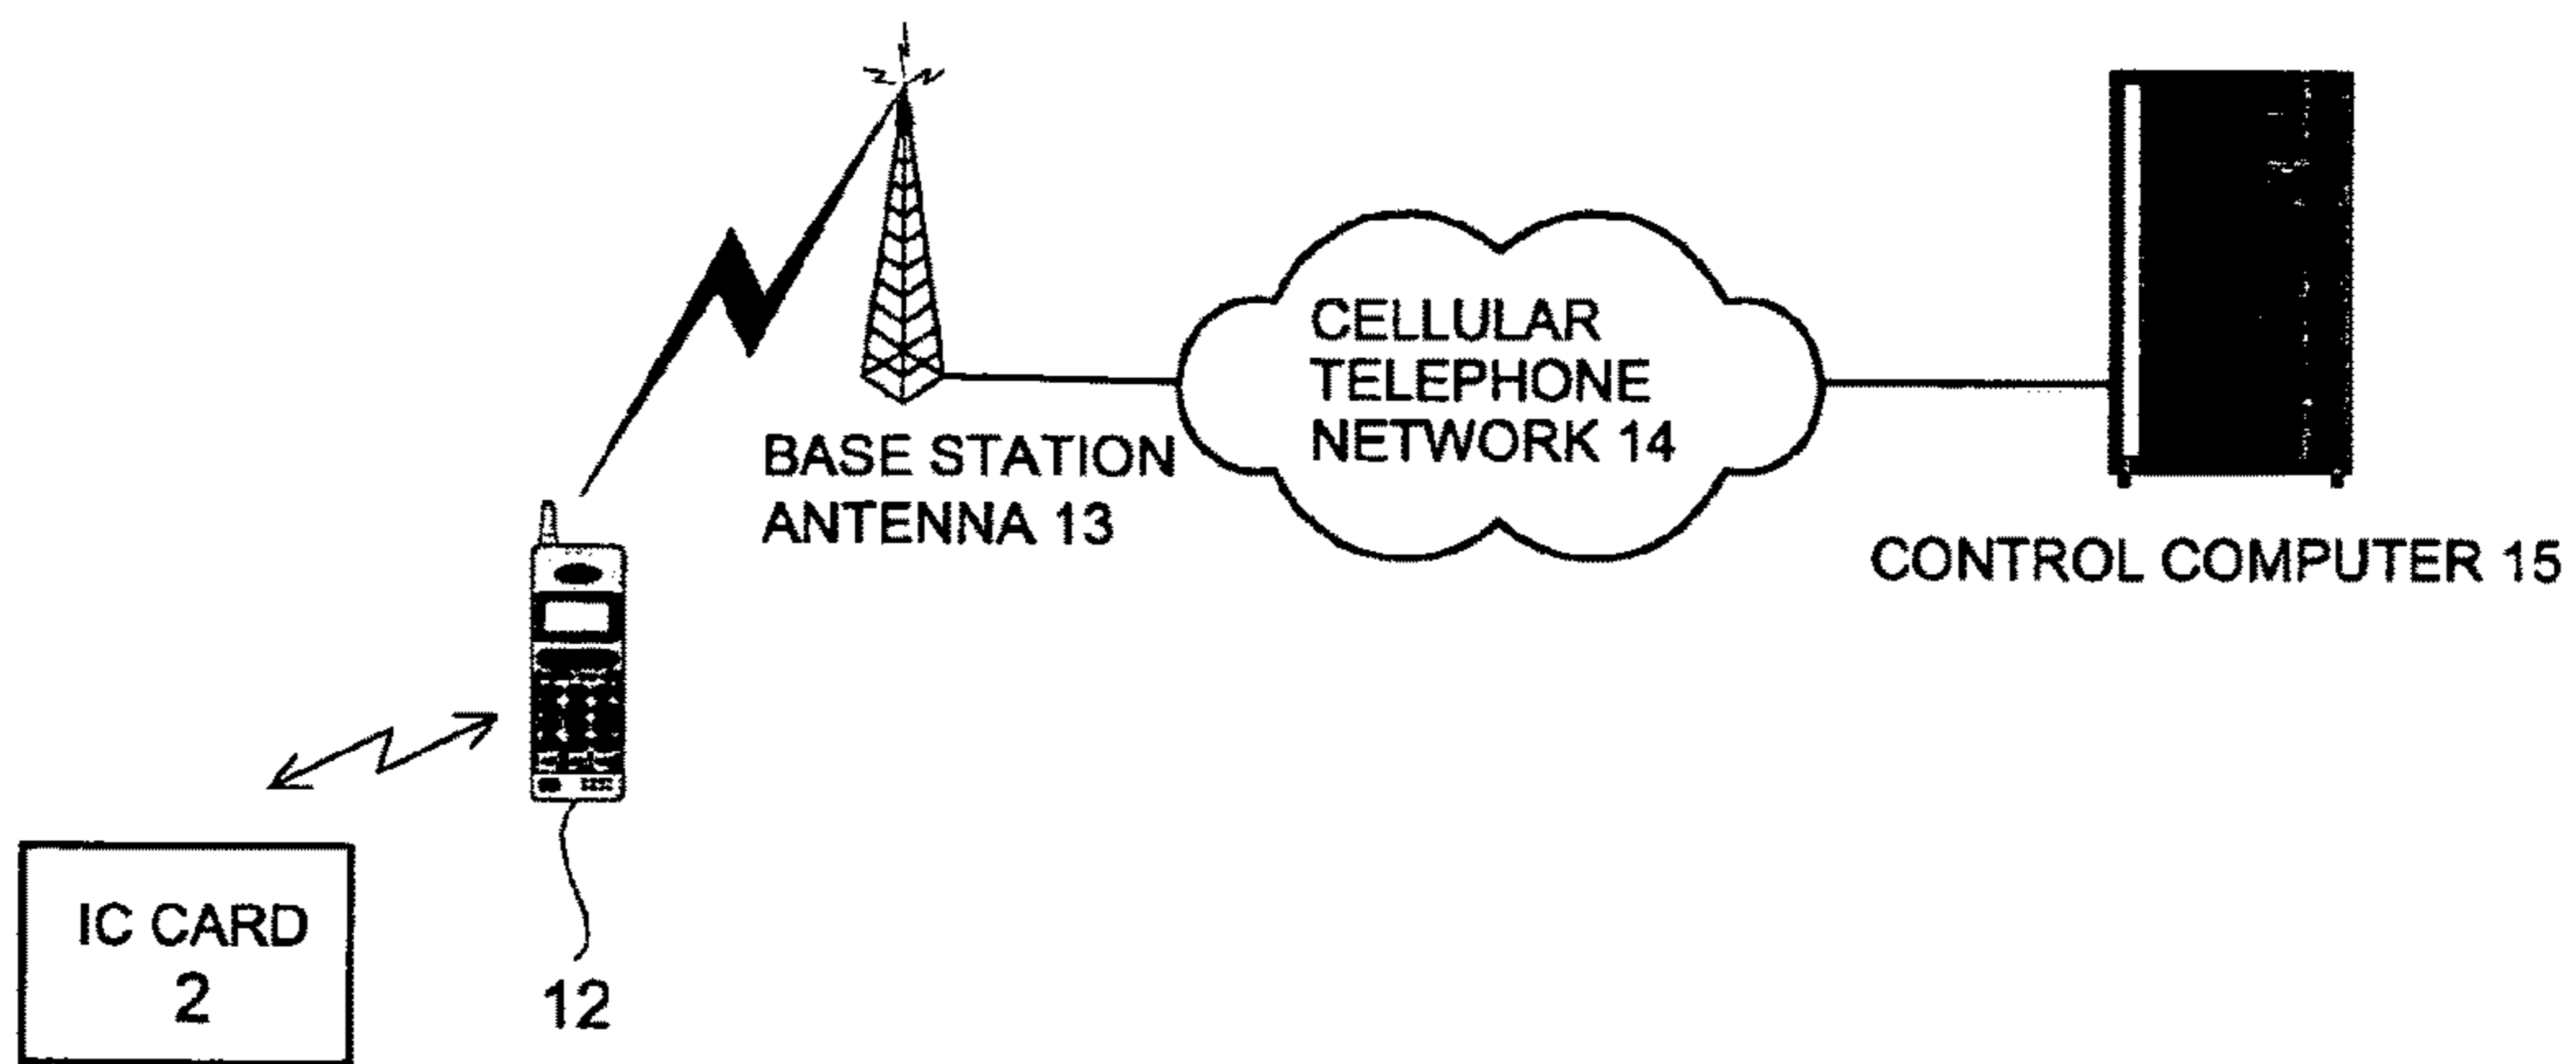 CELLULAR
TELEPHONE
NETWORK 14
BASE STATION
ANTENNA 13
CONTROL COMPUTER 15
IC CARD
2
12